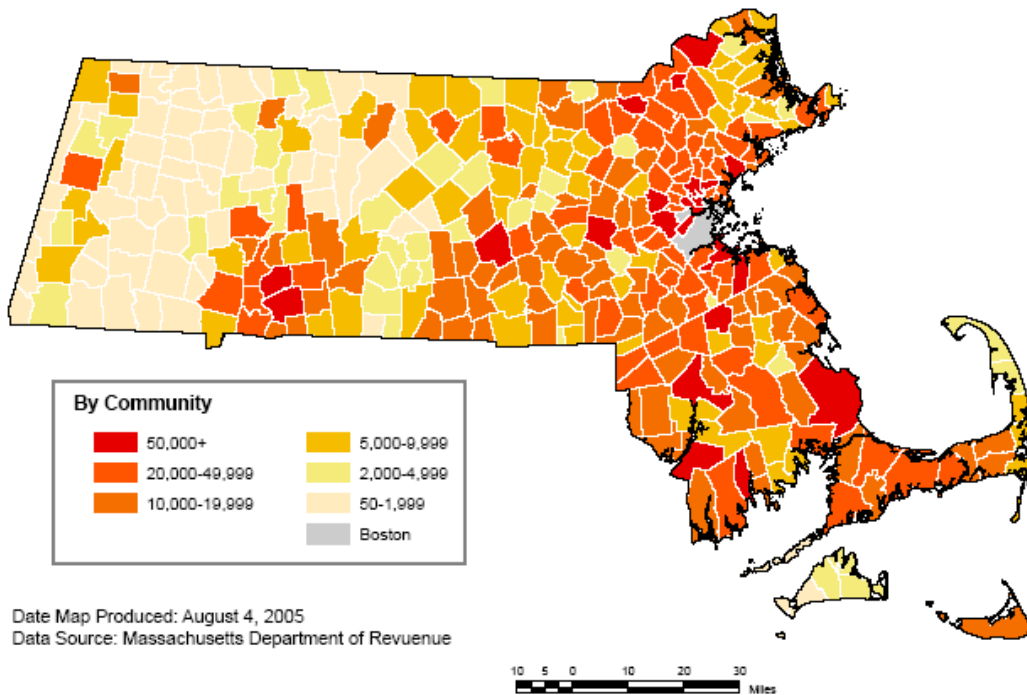 By Community
50,000+
5,000-9,999
20,000-49,999
2,000-4,999
10,000-19,999
50-1,999
Boston
Date Map Produced: August 4, 2005
Data Source: Massachusetts Department of Revuenue
10 5 0 10 20 30
Miles